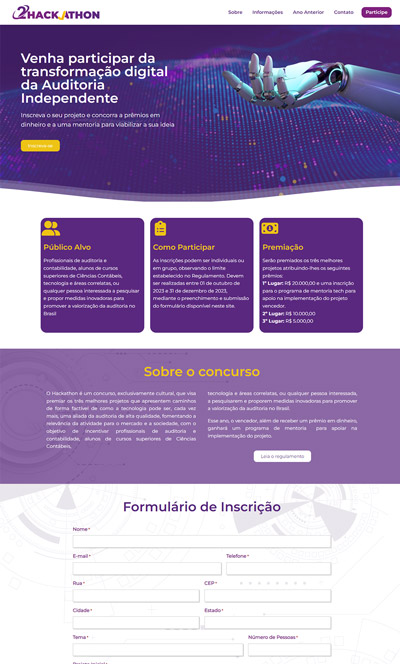 2HACKATHON
Sobre
Informações
Ano Anterior
Contato
Participe
Venha participar da
transformação digital
da Auditoria
Independente
Inscreva o seu projeto e concorra a prêmios em
dinheiro e a uma mentoria para viabilizar a sua ideia
Inscreva-se
Público Alvo
Profissionais de auditoria e
contabilidade, alunos de cursos
superiores de Ciências Contábeis,
tecnologia e áreas correlatas, ou
qualquer pessoa interessada a pesquisar
e propor medidas inovadoras para
promover a valorização da auditoria no
Brasil
Como Participar
As inscrições podem ser individuais ou
em grupo, observando o limite
estabelecido no Regulamento. Devem
ser realizadas entre 05 de outubro de
2023 e 31 de dezembro de 2023,
mediante o preenchimento e submissão
do formulário disponível neste site.
Premiação
Serão premiados os três melhores
projetos atribuindo-lhes os seguintes
prêmios:
1º Lugar: R$ 20.000,00 e uma inscrição
para o programa de mentoria tech para
apoio na implementação do projeto
vencedor.
2º Lugar: R$ 10.000,00
3º Lugar: R$ 5.000,00
Sobre o concurso
O Hackathon é um concurso, exclusivamente cultural, que visa
premiar os três melhores projetos que apresentem caminhos
de forma factível de como a tecnologia pode ser, cada vez
mais, uma aliada da auditoria de alta qualidade, fomentando a
relevância da atividade para o mercado e a sociedade, com o
objetivo de incentivar profissionais de auditoria e
contabilidade, alunos de cursos superiores de Ciências
Contábeis,
tecnologia e áreas correlatas, ou qualquer pessoa interessada,
a pesquisarem e proporem medidas inovadoras para promover
a valorização da auditoria no Brasil.
Esse ano, o vencedor, além de receber um prêmio em dinheiro,
ganhará um programa de mentoria para apoio na
implementação do projeto.
Leia o regulamento
Formulário de Inscrição
Nome*
E-mail*
Telefone*
Rua*
CEP*
Cidade*
Estado*
Tema*
Número de Pessoas*